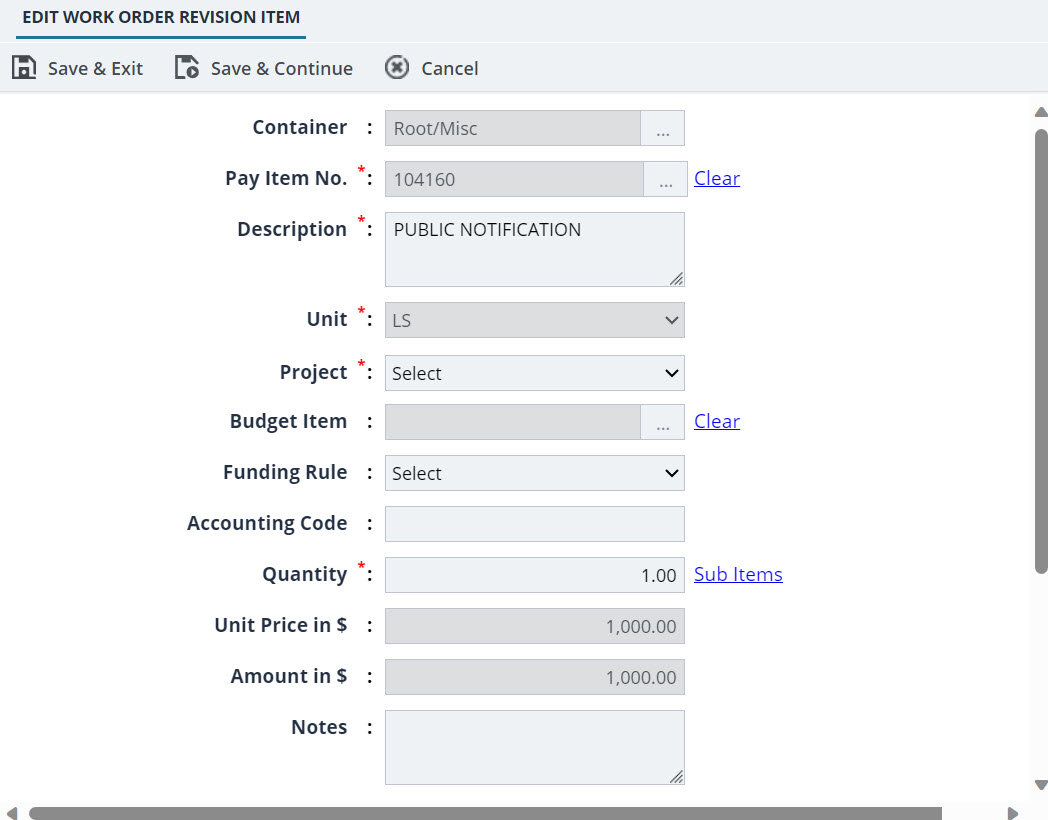 EDIT WORK ORDER REVISION ITEM
Save & Exit Save & Continue Cancel
Container : Root/Misc ...
Pay Item No. * : 104160 ... Clear
Description * : PUBLIC NOTIFICATION
Unit * : LS
Project * : Select
Budget Item : ... Clear
Funding Rule : Select
Accounting Code :
Quantity * : 1.00 Sub Items
Unit Price in $ : 1,000.00
Amount in $ : 1,000.00
Notes :